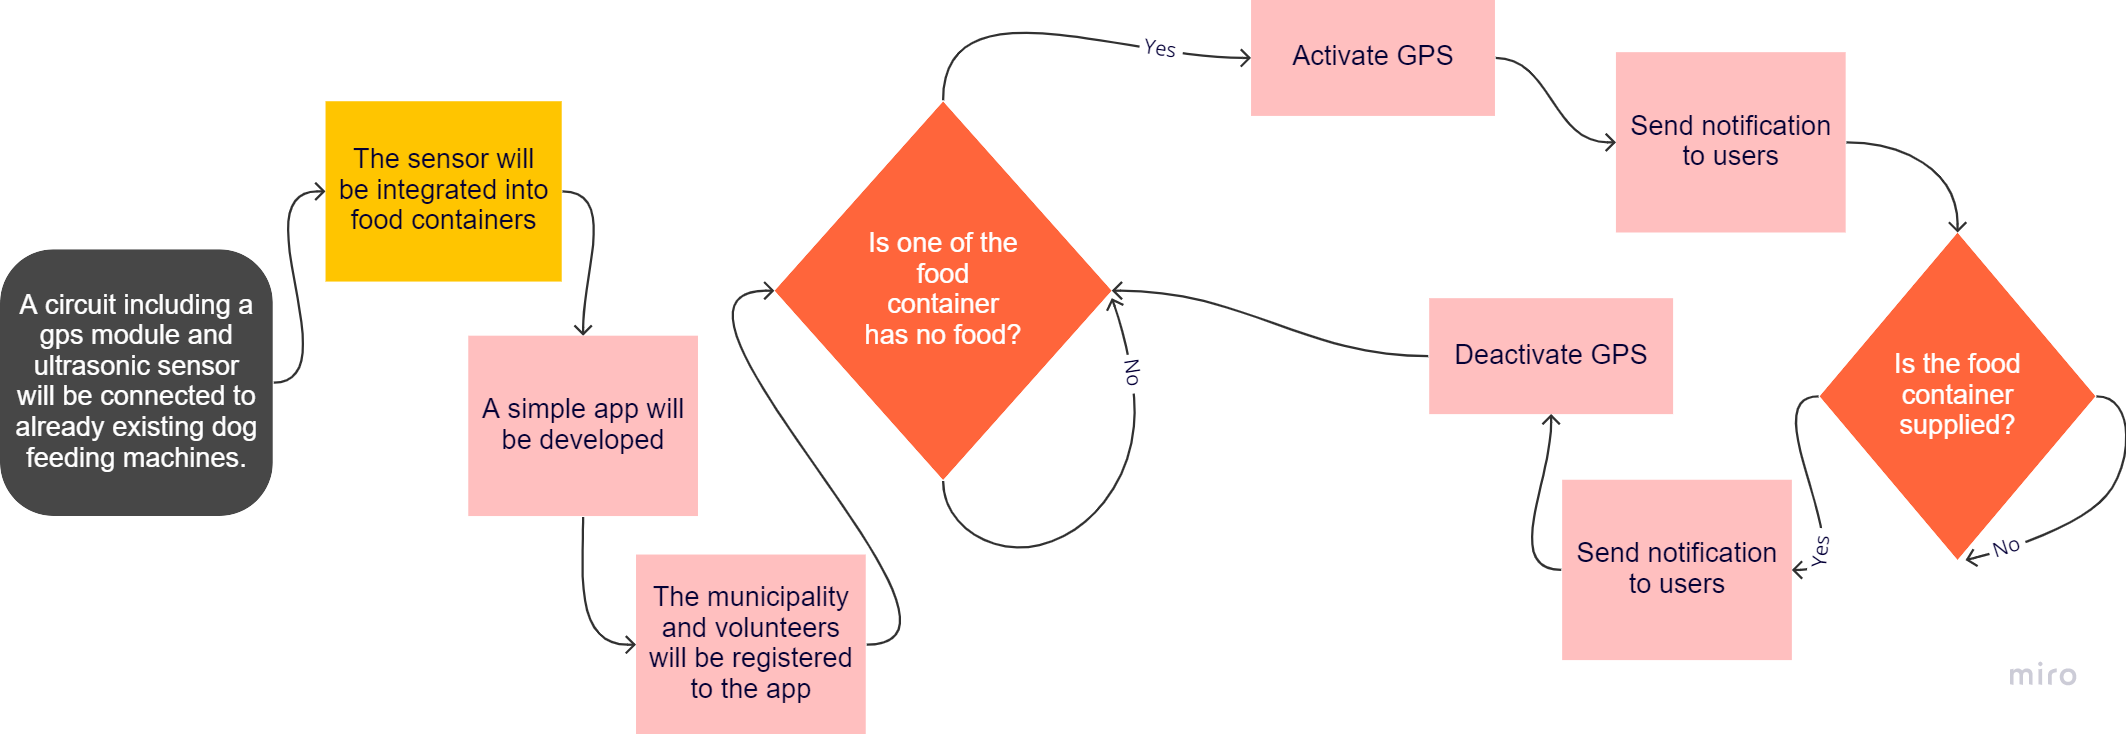 A circuit including a
gps module and
ultrasonic sensor
will be connected to
already existing dog
feeding machines.
The sensor will
be integrated into
food containers
A simple app will
be developed
The municipality
and volunteers
will be registered
to the app
Is one of the
food
container
has no food?
No
Yes
Activate GPS
Send notification
to users
Is the food
container
supplied?
No
Yes
Send notification
to users
Deactivate GPS
miro